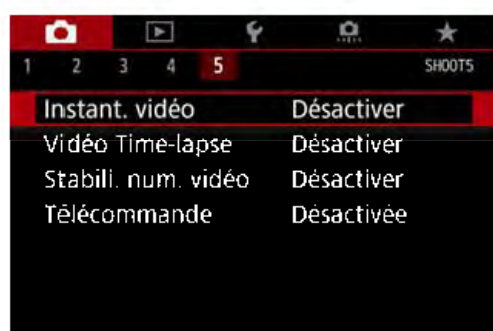 1 2 3 4 5 SHOOT5
Instant. vidéo Désactiver
Vidéo Time-lapse Désactiver
Stabili. num. vidéo Désactiver
Télécommande Désactivée